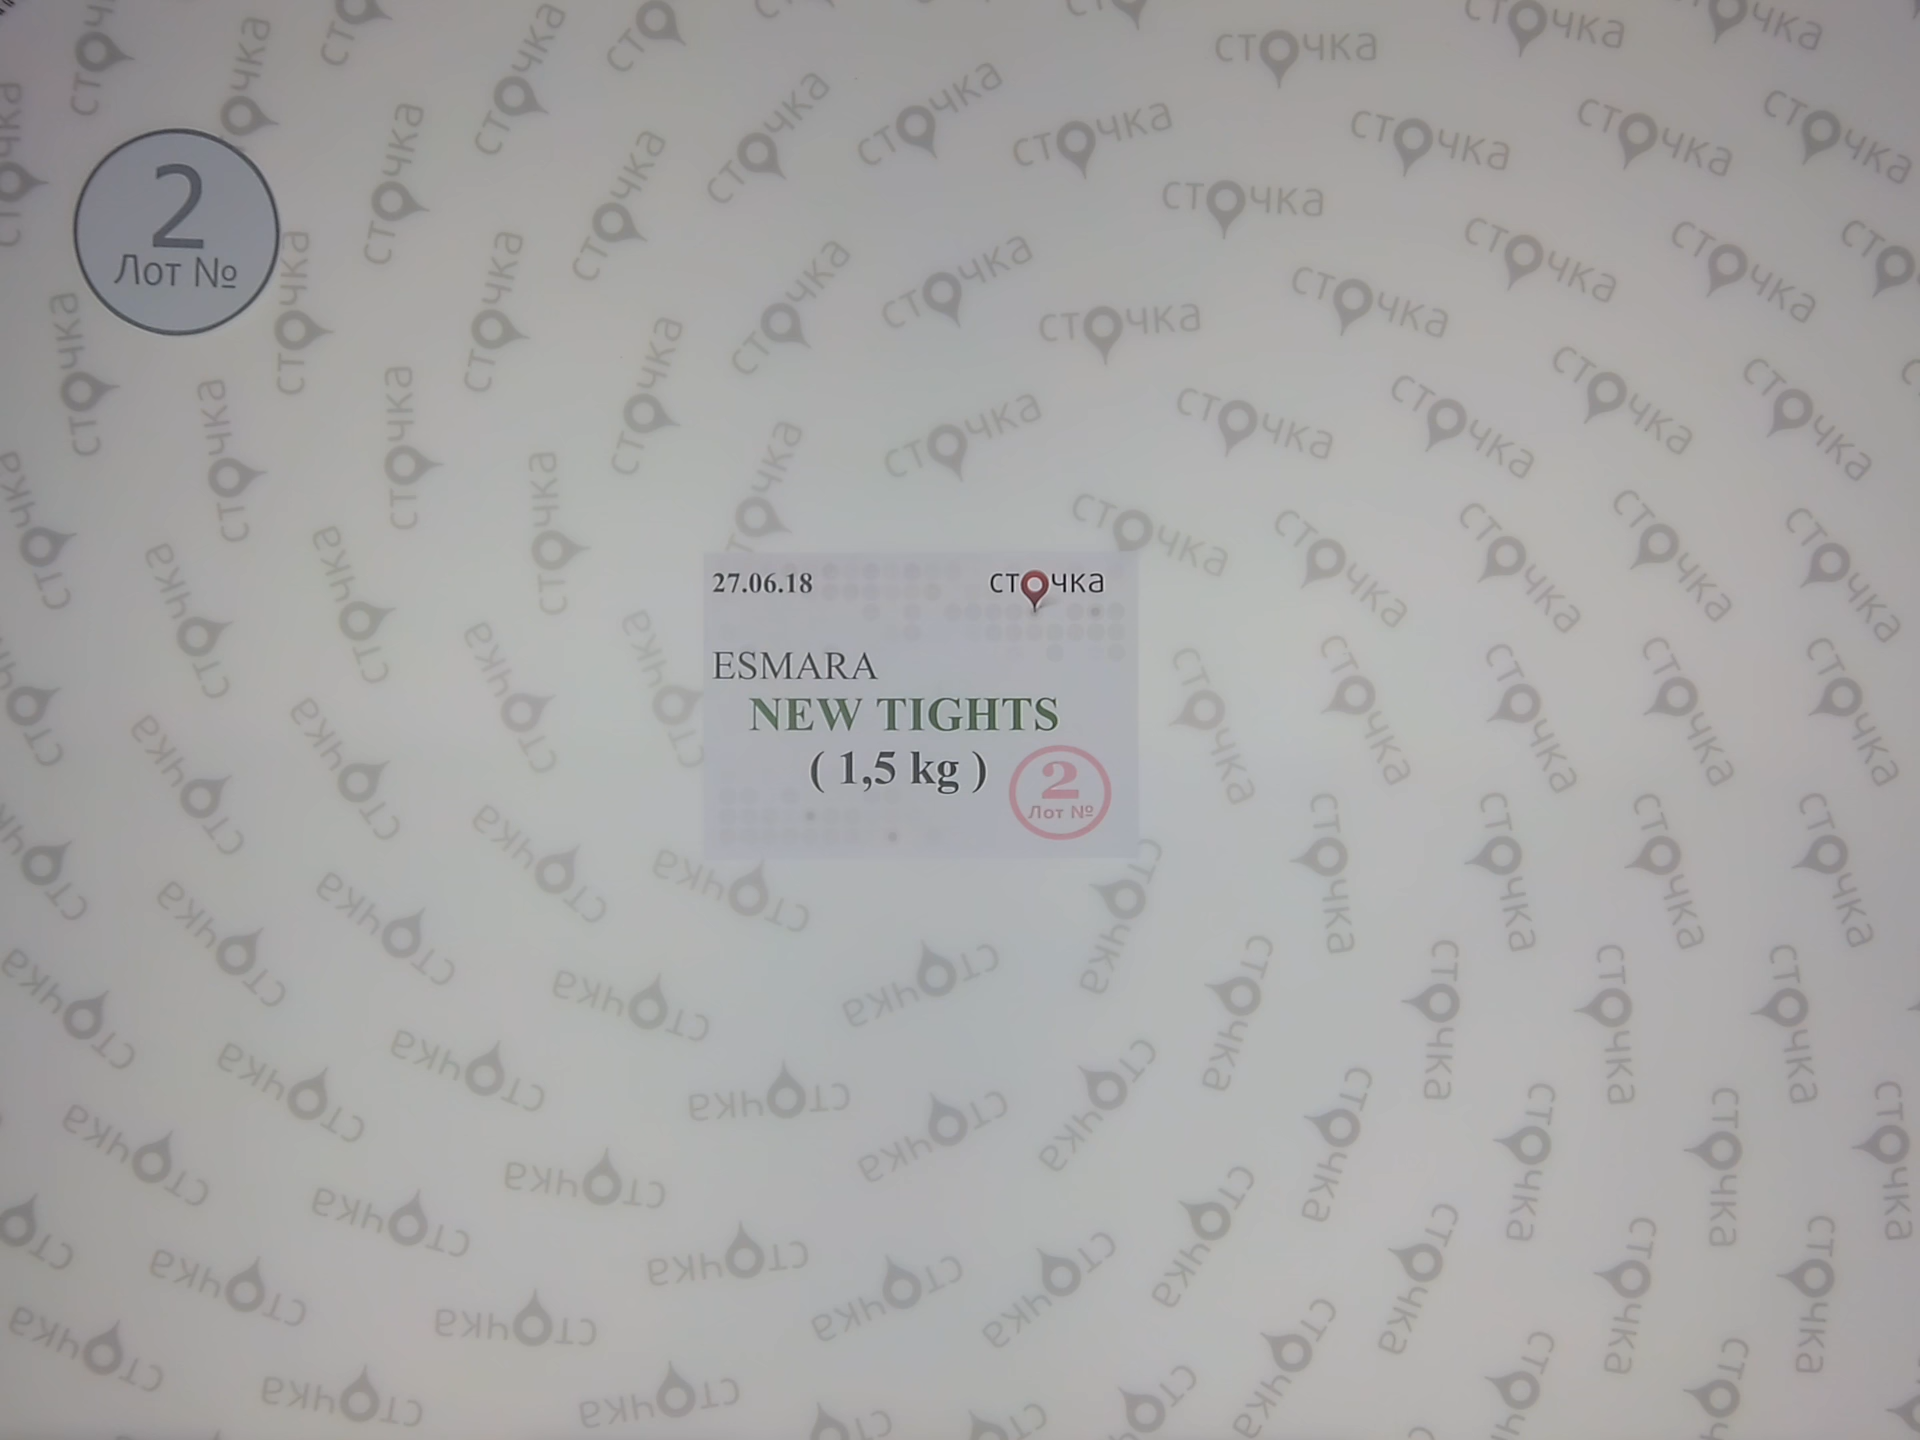 2
Лот №
27.06.18
сточка
ESMARA
NEW TIGHTS
( 1,5 kg )
2
Лот №